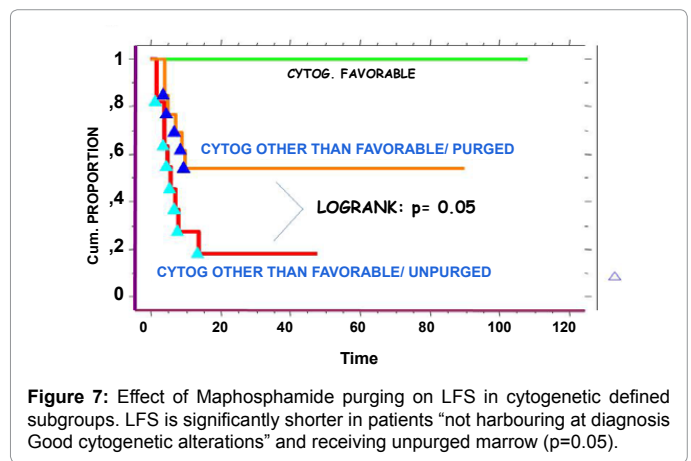 1
,8
,6
,4
,2
0
Cum. PROPORTION
CYTOG. FAVORABLE
CYTOG OTHER THAN FAVORABLE/ PURGED
LOGRANK: p= 0.05
CYTOG OTHER THAN FAVORABLE/ UNPURGED
0 20 40 60 80 100 120
Time
Figure 7: Effect of Maphosphamide purging on LFS in cytogenetic defined
subgroups. LFS is significantly shorter in patients “not harbouring at diagnosis
Good cytogenetic alterations” and receiving unpurged marrow (p=0.05).